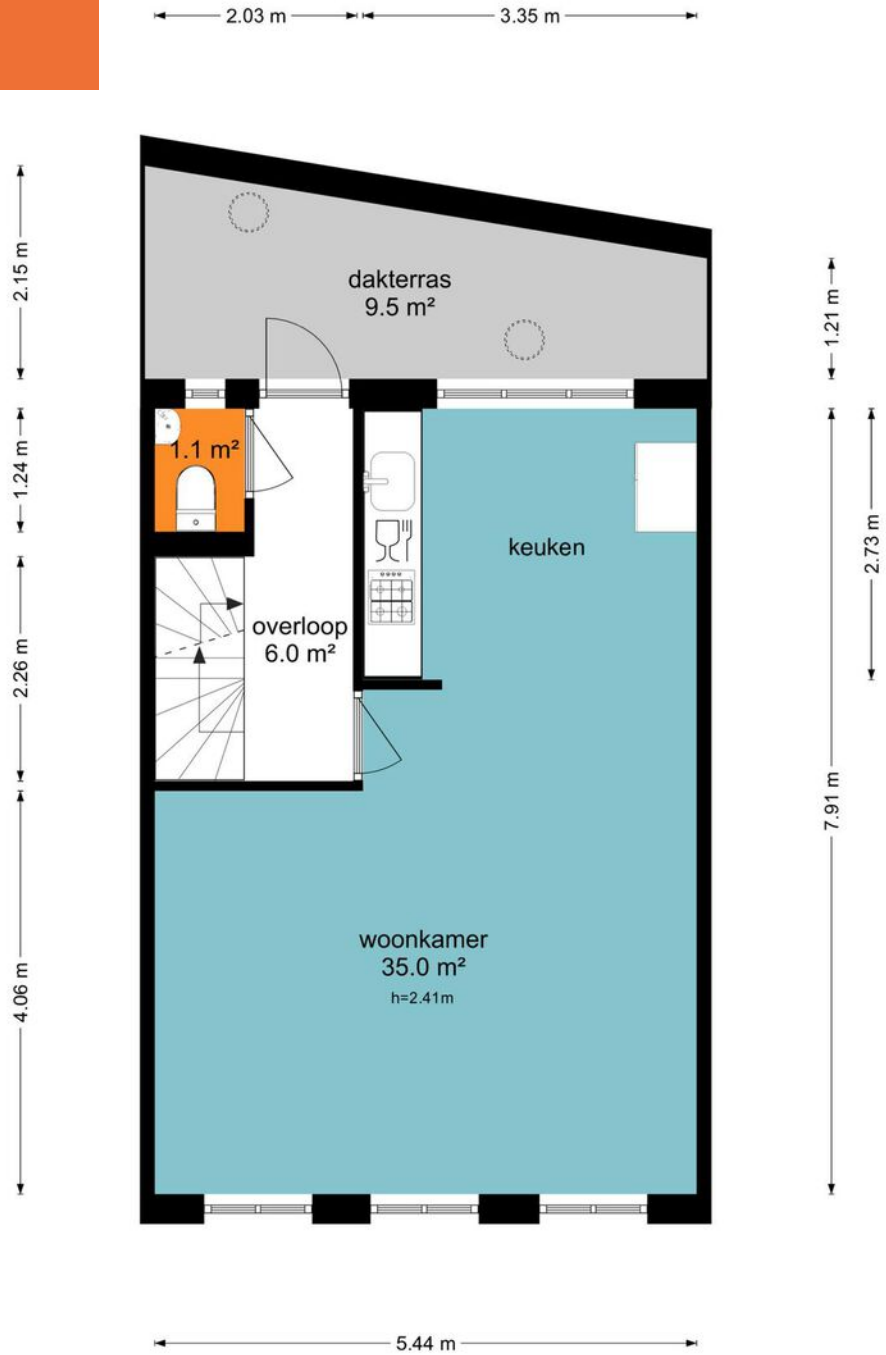 2.03 m
3.35 m
2.15 m
dakterras
9.5 m²
1.21 m
1.24 m
1.1 m²
keuken
2.73 m
overloop
6.0 m²
2.26 m
7.91 m
woonkamer
35.0 m²
h=2.41m
4.06 m
5.44 m